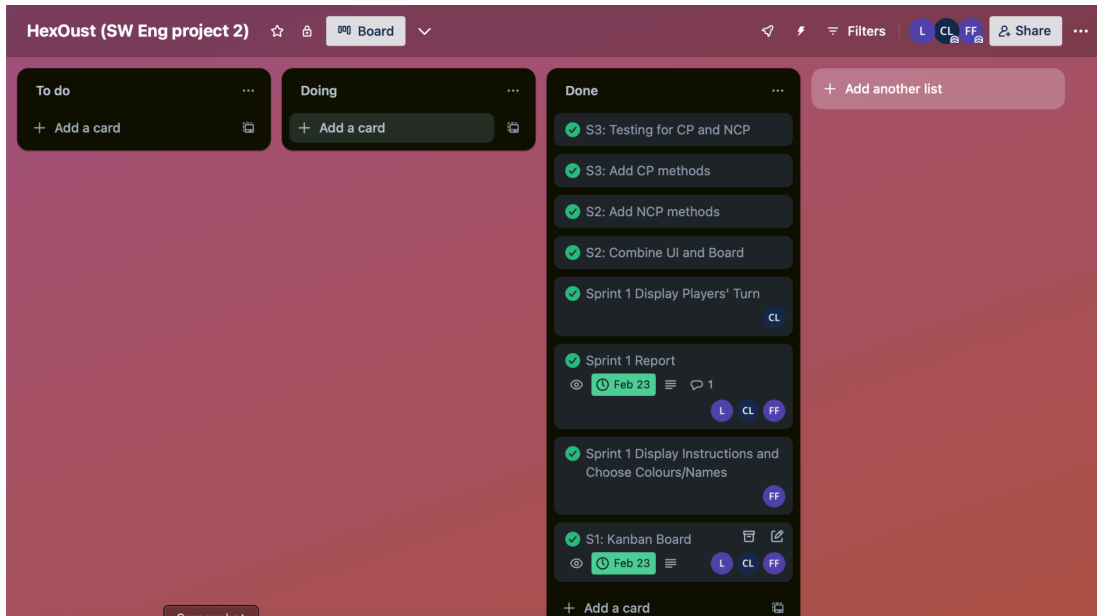 HexOust (SW Eng project 2)
Board
Filters
L CL FF
Share
To do
Add a card
Doing
Add a card
Done
S3: Testing for CP and NCP
S3: Add CP methods
S2: Add NCP methods
S2: Combine UI and Board
Sprint 1 Display Players' Turn
CL
Sprint 1 Report
Feb 23 1
L CL FF
Sprint 1 Display Instructions and
Choose Colours/Names
FF
S1: Kanban Board
Feb 23 L CL FF
Add a card
Add another list
Screenshot